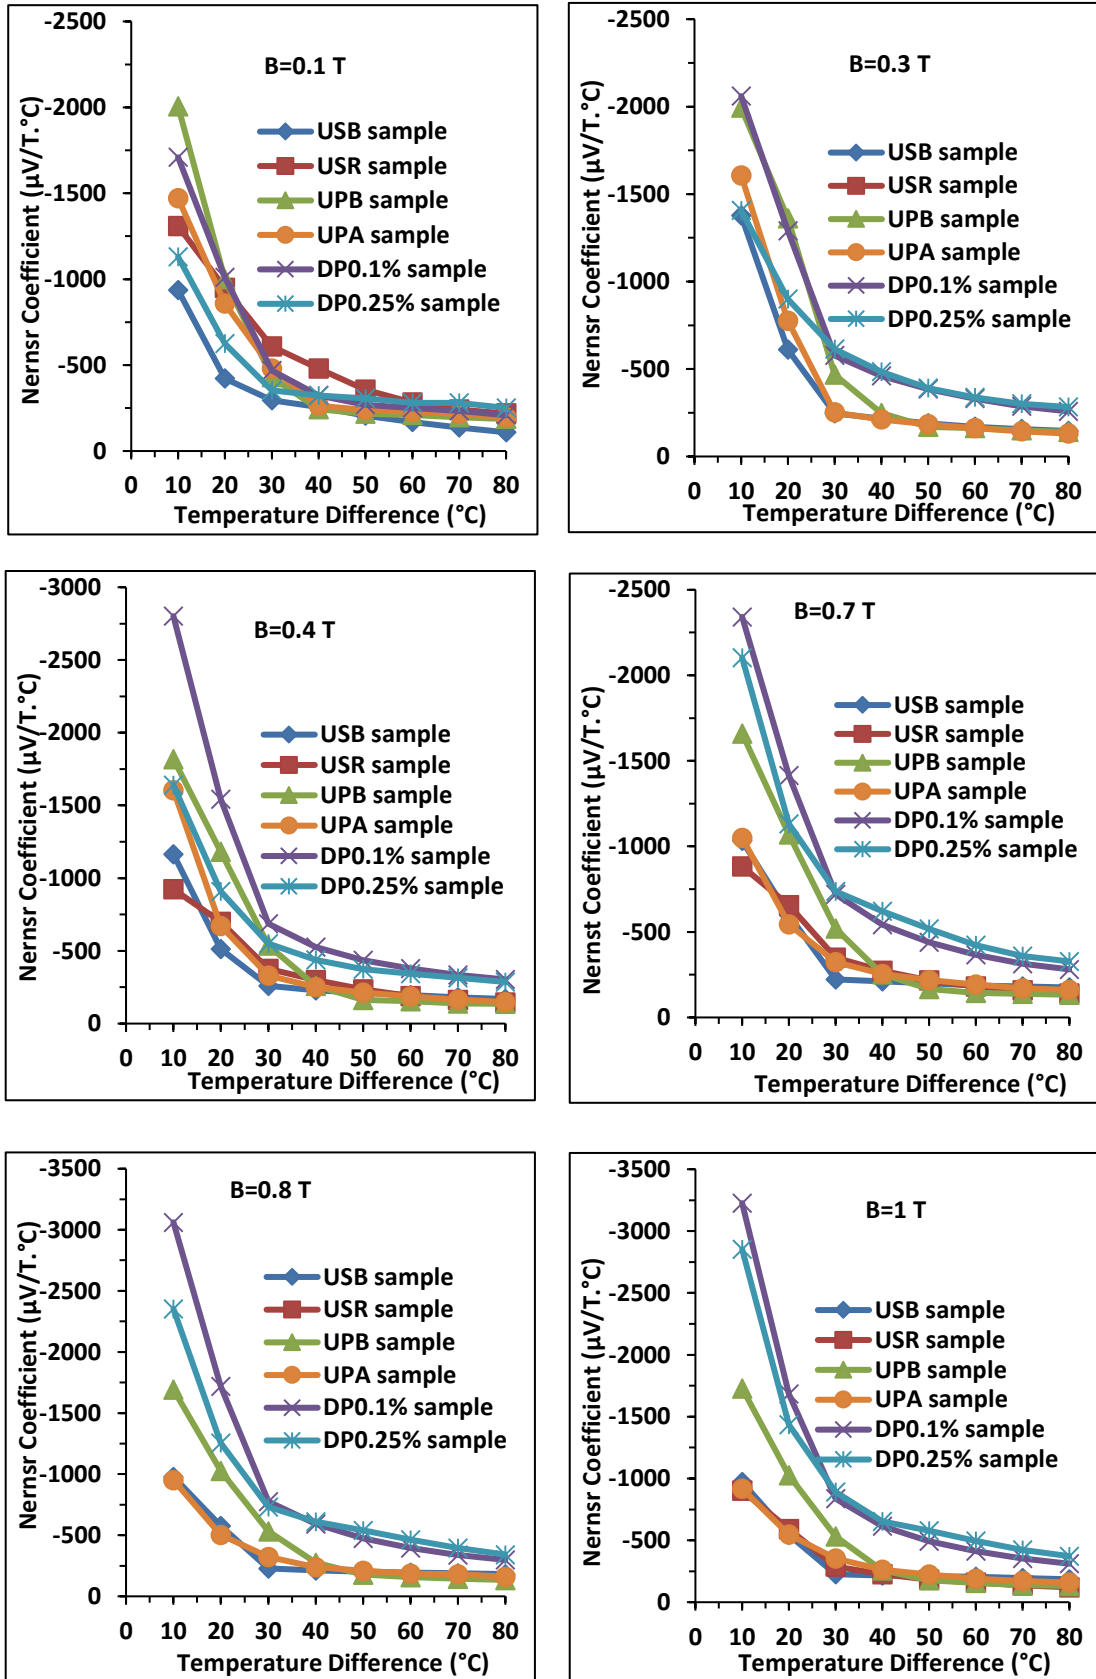 B=0.1 T
Nernsr Coefficient (µV/T.°C)
-2500
-2000
-1500
-1000
-500
0
USB sample
USR sample
UPB sample
UPA sample
DP0.1% sample
DP0.25% sample
0 10 20 30 40 50 60 70 80
Temperature Difference (°C)
B=0.3 T
Nernsr Coefficient (µV/T.°C)
-2500
-2000
-1500
-1000
-500
0
USB sample
USR sample
UPB sample
UPA sample
DP0.1% sample
DP0.25% sample
0 10 20 30 40 50 60 70 80
Temperature Difference (°C)
B=0.4 T
Nernsr Coefficient (µV/T.°C)
-3000
-2500
-2000
-1500
-1000
-500
0
USB sample
USR sample
UPB sample
UPA sample
DP0.1% sample
DP0.25% sample
0 10 20 30 40 50 60 70 80
Temperature Difference (°C)
B=0.7 T
Nernst Coefficient (µV/T.°C)
-2500
-2000
-1500
-1000
-500
0
USB sample
USR sample
UPB sample
UPA sample
DP0.1% sample
DP0.25% sample
0 10 20 30 40 50 60 70 80
Temperature Difference (°C)
B=0.8 T
Nernsr Coefficient (µV/T.°C)
-3500
-3000
-2500
-2000
-1500
-1000
-500
0
USB sample
USR sample
UPB sample
UPA sample
DP0.1% sample
DP0.25% sample
0 10 20 30 40 50 60 70 80
Temperature Difference (°C)
B=1 T
Nernsr Coefficient (µV/T.°C)
-3500
-3000
-2500
-2000
-1500
-1000
-500
0
USB sample
USR sample
UPB sample
UPA sample
DP0.1% sample
DP0.25% sample
0 10 20 30 40 50 60 70 80
Temperature Difference (°C)